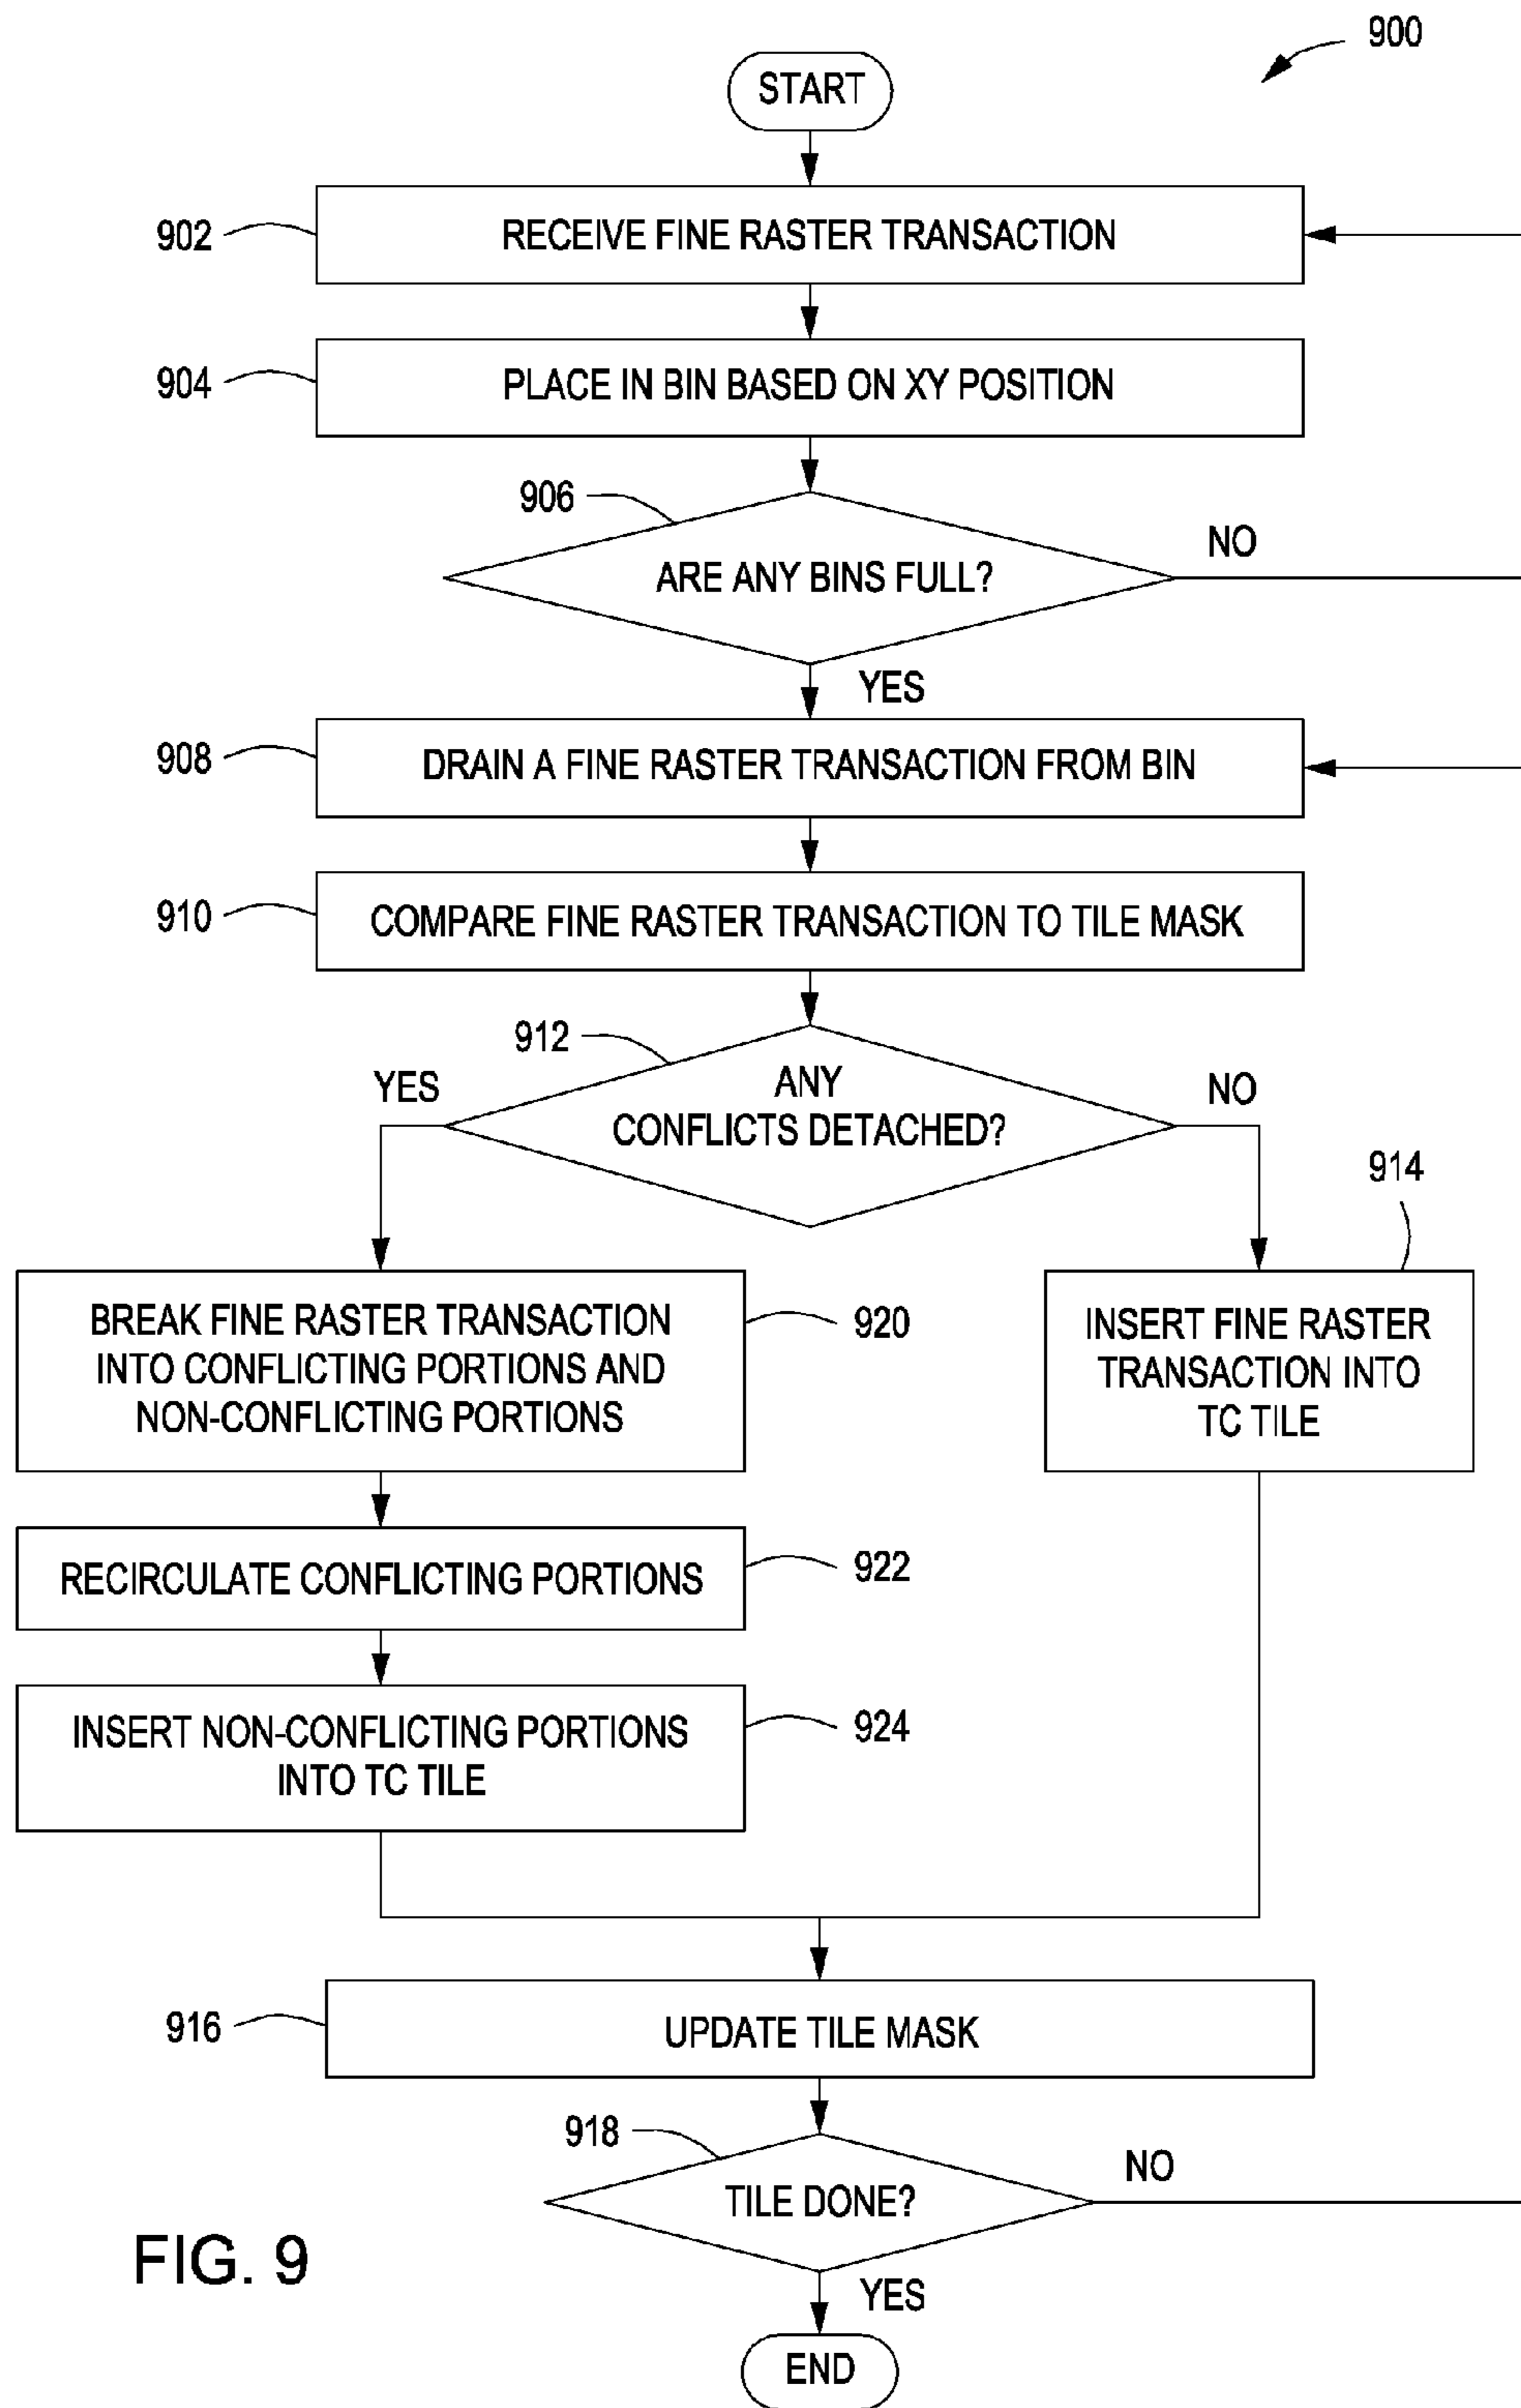 900
START
902
RECEIVE FINE RASTER TRANSACTION
904
PLACE IN BIN BASED ON XY POSITION
906
ARE ANY BINS FULL?
NO
YES
908
DRAIN A FINE RASTER TRANSACTION FROM BIN
910
COMPARE FINE RASTER TRANSACTION TO TILE MASK
912
ANY
CONFLICTS DETACHED?
YES
NO
914
BREAK FINE RASTER TRANSACTION
INTO CONFLICTING PORTIONS AND
NON-CONFLICTING PORTIONS
920
INSERT FINE RASTER
TRANSACTION INTO
TC TILE
RECIRCULATE CONFLICTING PORTIONS
922
INSERT NON-CONFLICTING PORTIONS
INTO TC TILE
924
916
UPDATE TILE MASK
918
TILE DONE?
NO
YES
END
FIG. 9